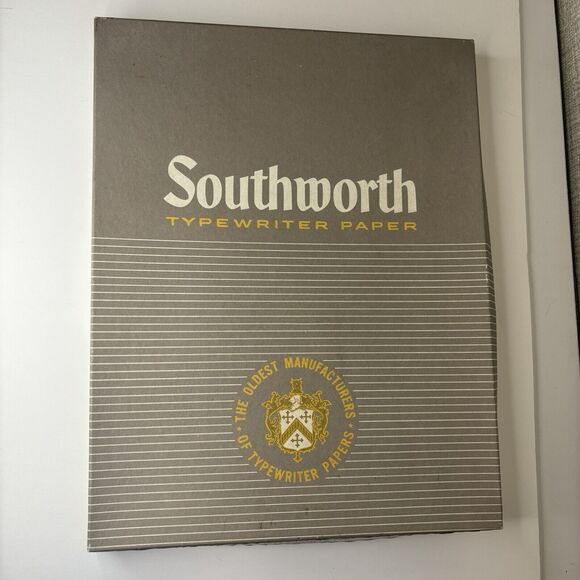 Southworth
TYPEWRITER PAPER
THE OLDEST MANUFACTURERS
OF TYPEWRITER PAPERS